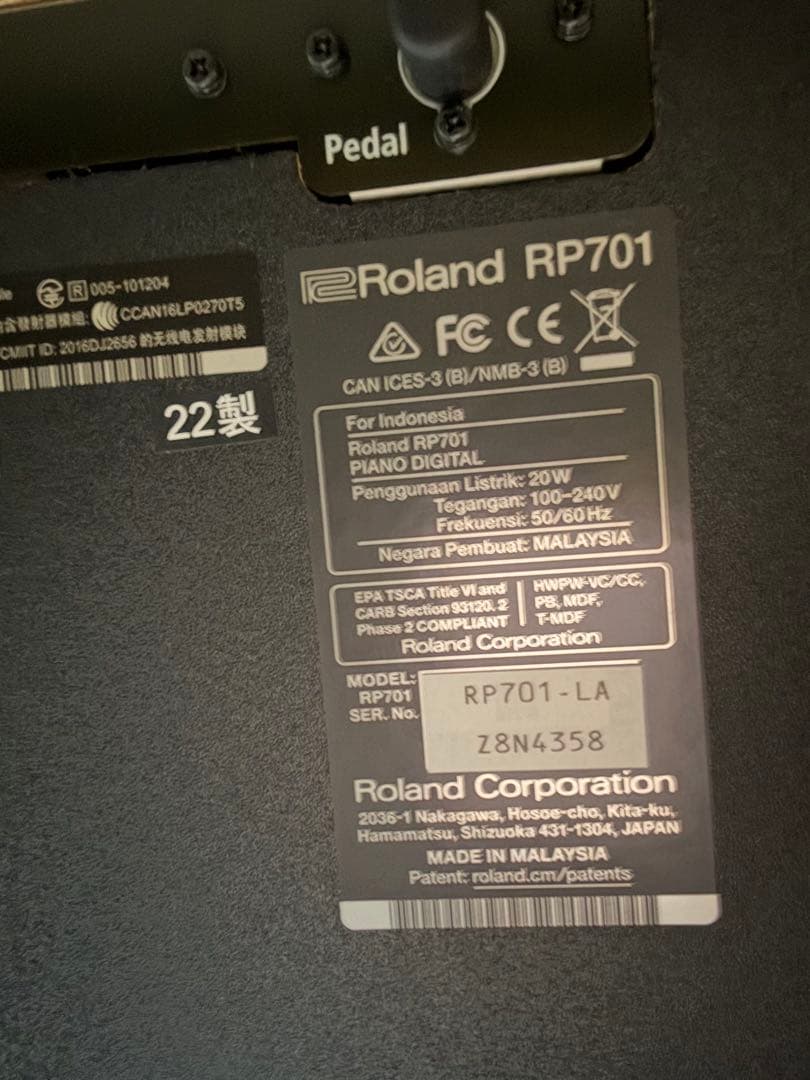 Pedal
R 005-101204
CCAN16LP0270T5
CMIIT ID: 2016DJ2656 的无线电发射模块
22製
Roland RP701
FC CE
CAN ICES-3 (B)/NMB-3 (B)
For Indonesia
Roland RP701
PIANO DIGITAL
Penggunaan Listrik: 20W
Tegangan: 100-240V
Frekuensi: 50/60Hz
Negara Pembuat: MALAYSIA
EPA TSCA Title VI and
CARB Section 93120.2
Phase 2 COMPLIANT
HWPW-VC/CC,
PB, MDF,
T-MDF
Roland Corporation
MODEL:
RP701
SER. No.
RP701-LA
Z8N4358
Roland Corporation
2036-1 Nakagawa, Hosoe-cho, Kita-ku,
Hamamatsu, Shizuoka 431-1304, JAPAN
MADE IN MALAYSIA
Patent: roland.cm/patents